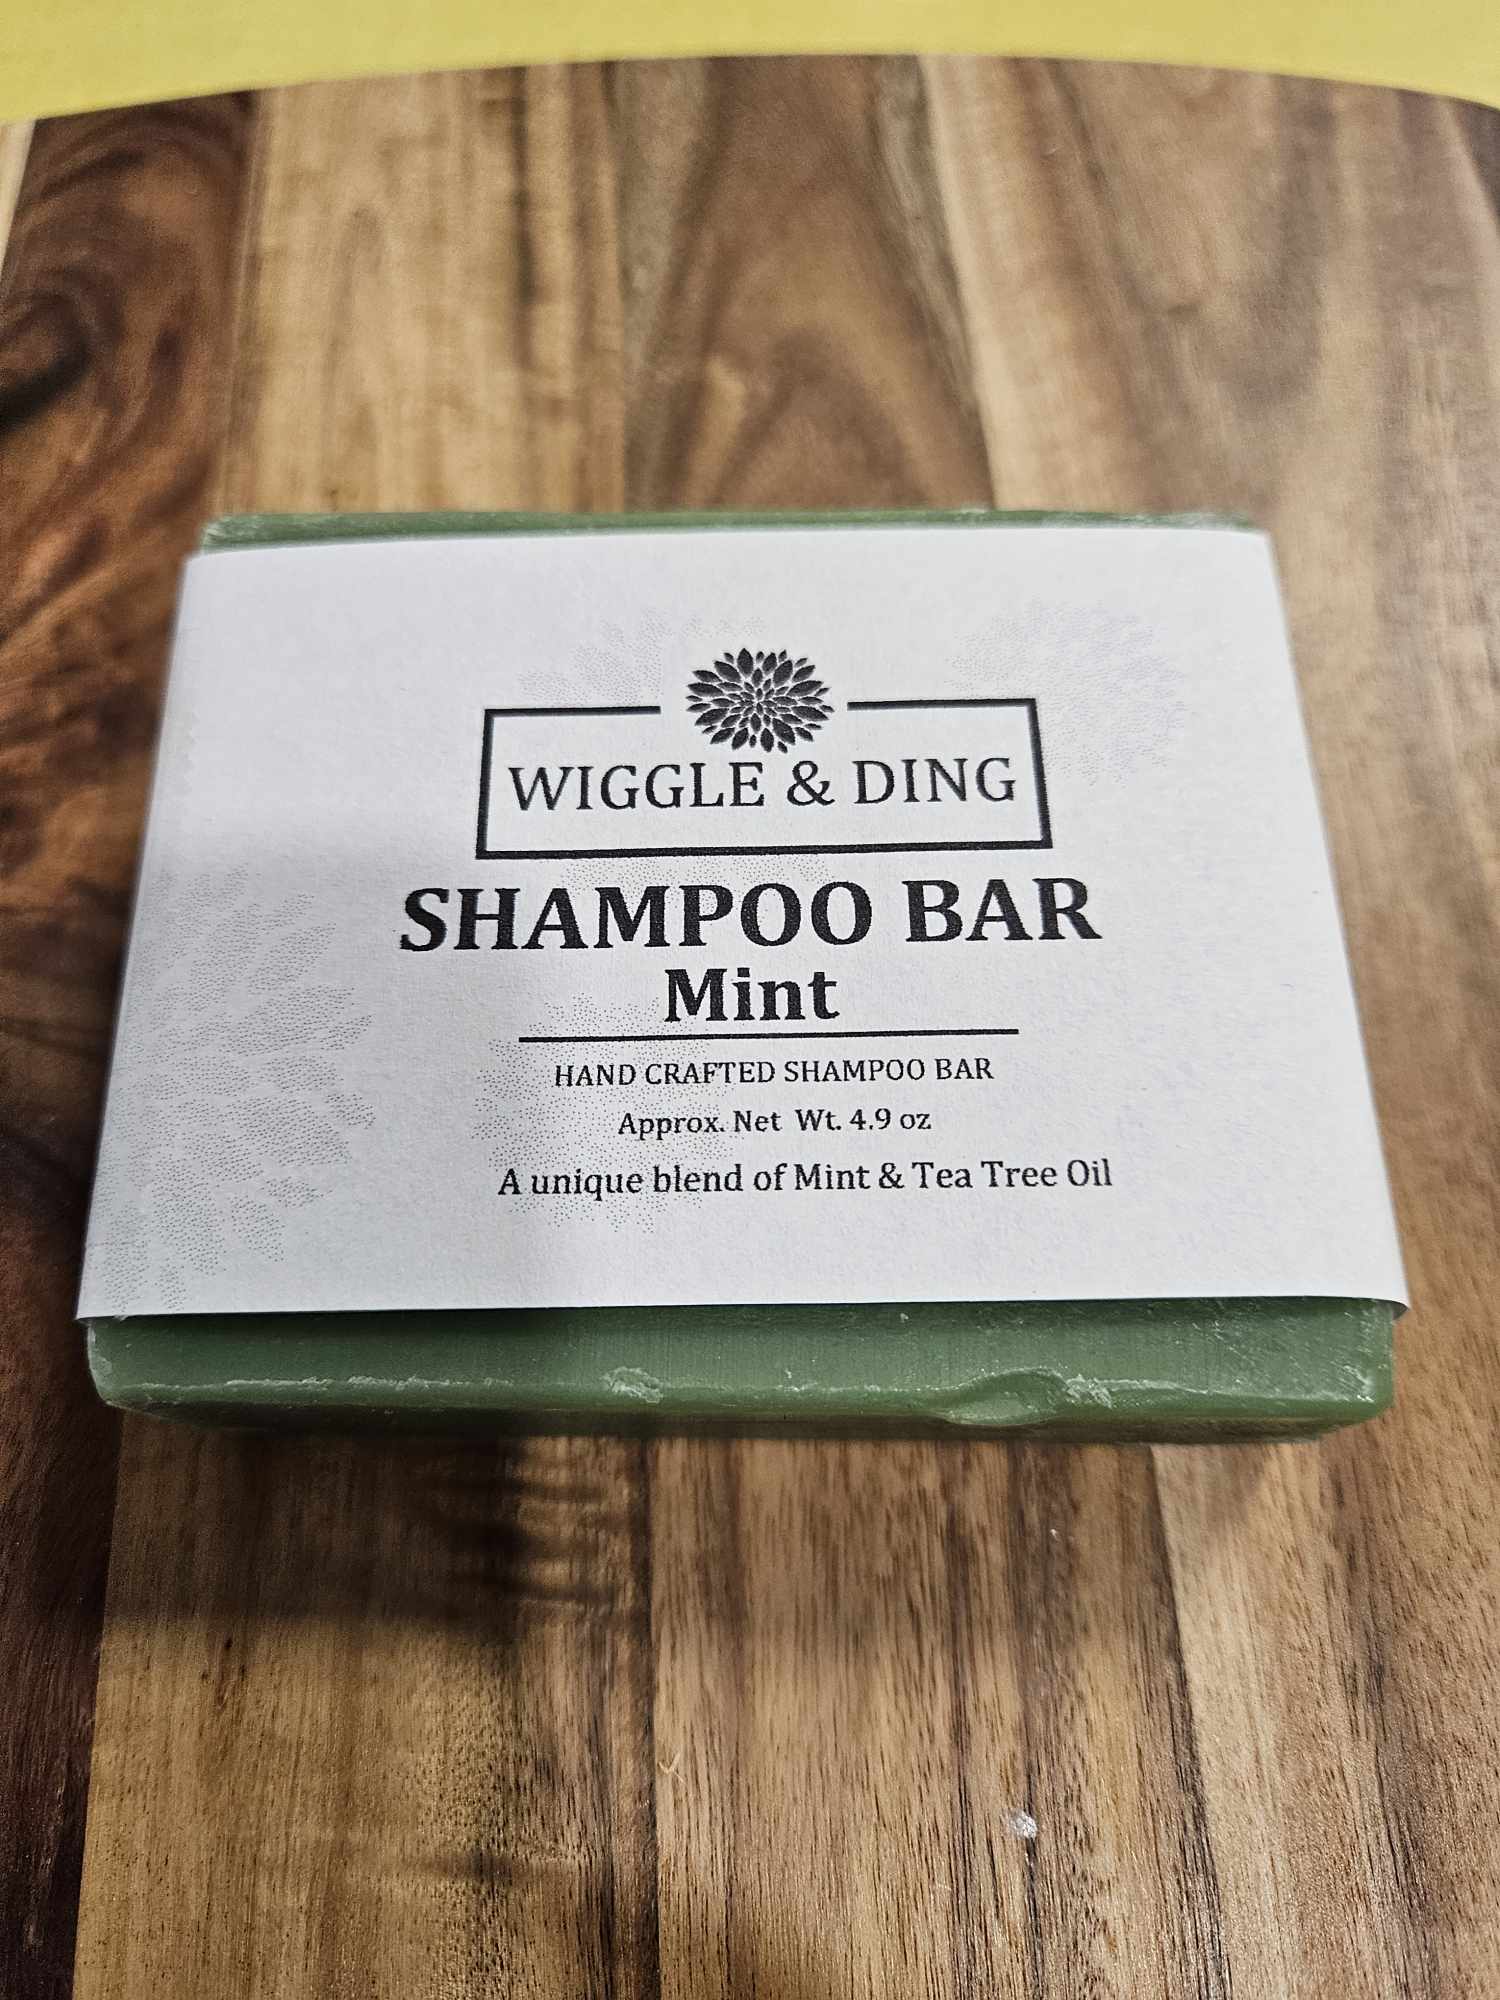 WIGGLE & DING
SHAMPOO BAR
Mint
HAND CRAFTED SHAMPOO BAR
Approx. Net Wt. 4.9 oz
A unique blend of Mint & Tea Tree Oil